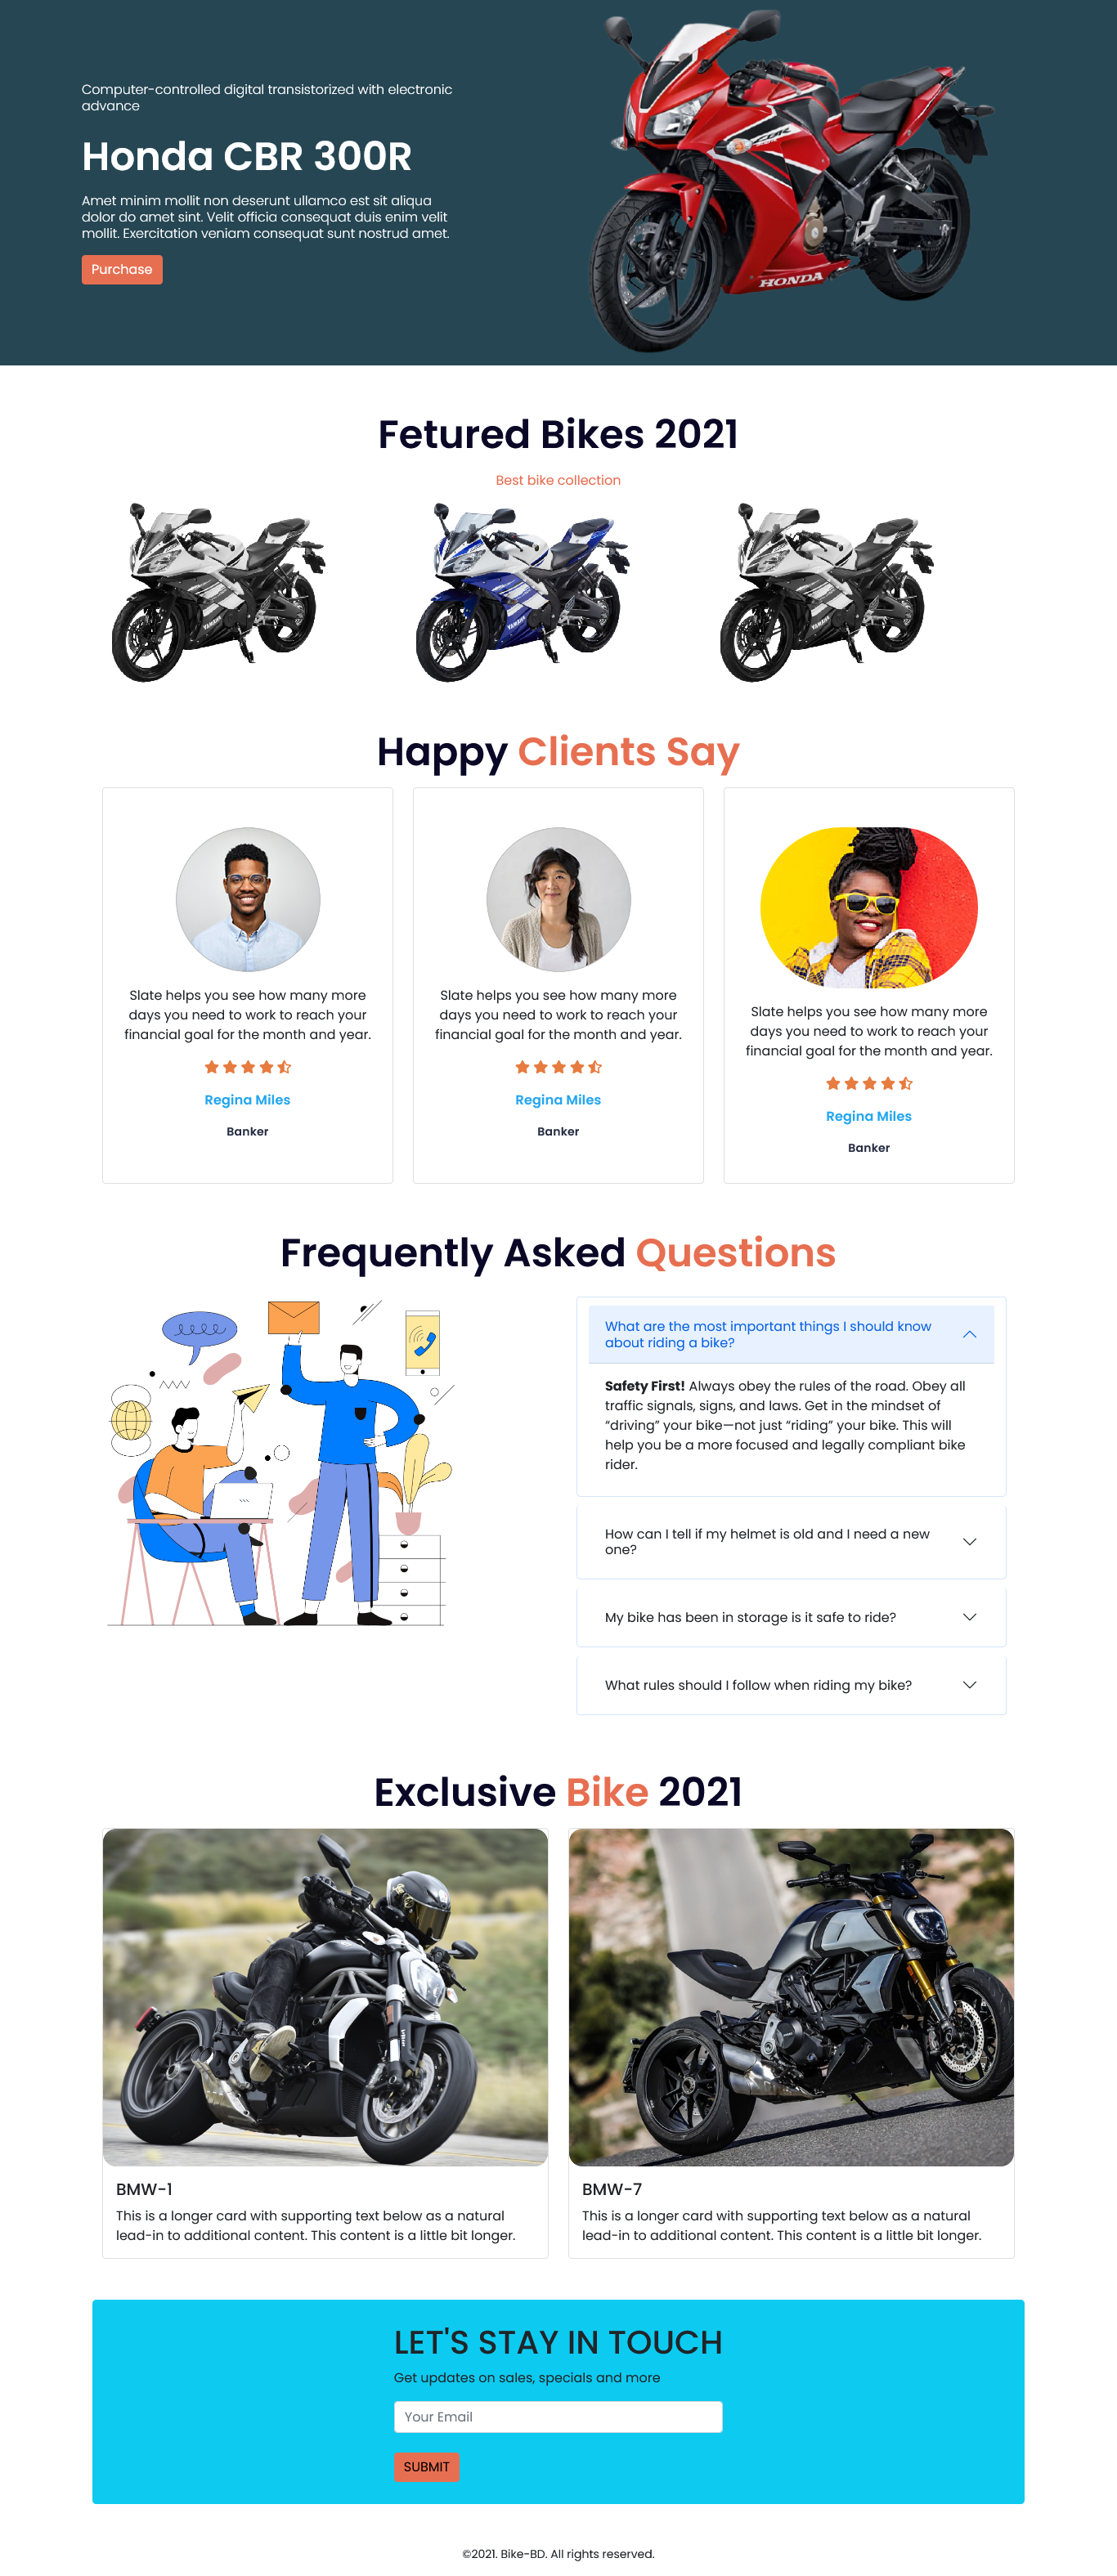 Computer-controlled digital transistorized with electronic
advance
Honda CBR 300R
Amet minim mollit non deserunt ullamco est sit aliqua
dolor do amet sint. Velit officia consequat duis enim velit
mollit. Exercitation veniam consequat sunt nostrud amet.
Purchase
HONDA
Fetured Bikes 2021
Best bike collection
YAMAHA
YAMAHA
YAMAHA
Happy Clients Say
Slate helps you see how many more
days you need to work to reach your
financial goal for the month and year.
Regina Miles
Banker
Slate helps you see how many more
days you need to work to reach your
financial goal for the month and year.
Regina Miles
Banker
Slate helps you see how many more
days you need to work to reach your
financial goal for the month and year.
Regina Miles
Banker
Frequently Asked Questions
What are the most important things I should know
about riding a bike?
Safety First! Always obey the rules of the road. Obey all
traffic signals, signs, and laws. Get in the mindset of
“driving” your bike—not just “riding” your bike. This will
help you be a more focused and legally compliant bike
rider.
How can I tell if my helmet is old and I need a new
one?
My bike has been in storage is it safe to ride?
What rules should I follow when riding my bike?
Exclusive Bike 2021
BMW-1
This is a longer card with supporting text below as a natural
lead-in to additional content. This content is a little bit longer.
BMW-7
This is a longer card with supporting text below as a natural
lead-in to additional content. This content is a little bit longer.
LET'S STAY IN TOUCH
Get updates on sales, specials and more
Your Email
SUBMIT
©2021. Bike-BD. All rights reserved.